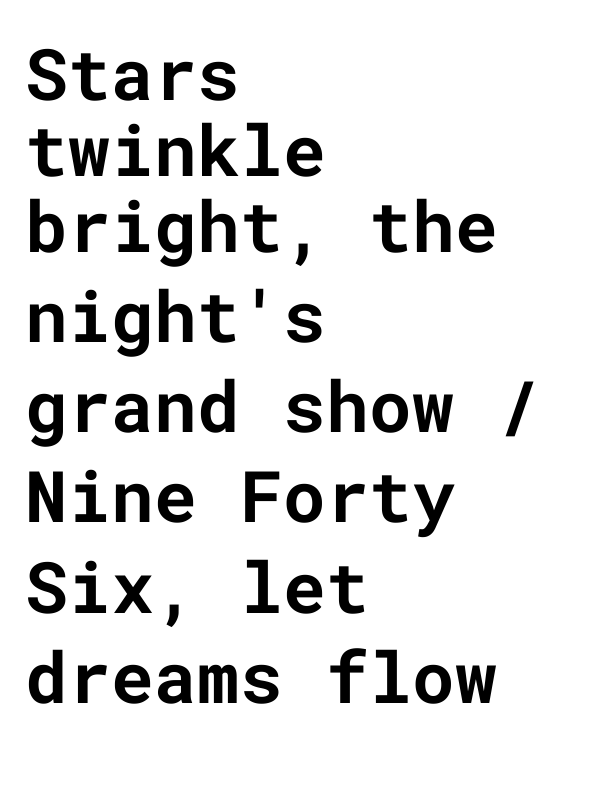 Stars
twinkle
bright, the
night's
grand show /
Nine Forty
Six, let
dreams flow